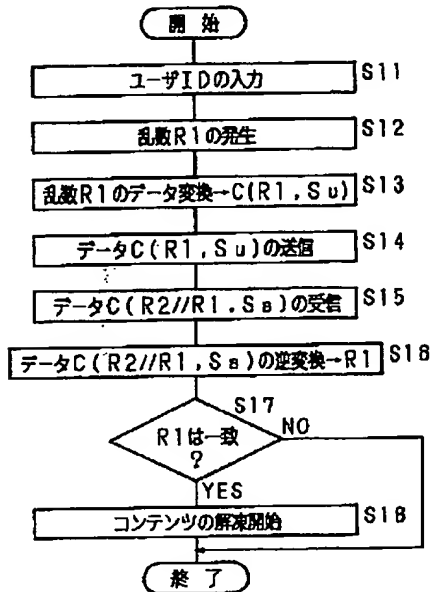 開 始
ユーザIDの入力 S11
乱数R1の発生 S12
乱数R1のデータ変換→C(R1,Su) S13
データC(R1,Su)の送信 S14
データC(R2//R1,Ss)の受信 S15
データC(R2//R1,Ss)の逆変換→R1 S16
S17
R1は一致
?
NO
YES
コンテンツの解凍開始 S18
終 了